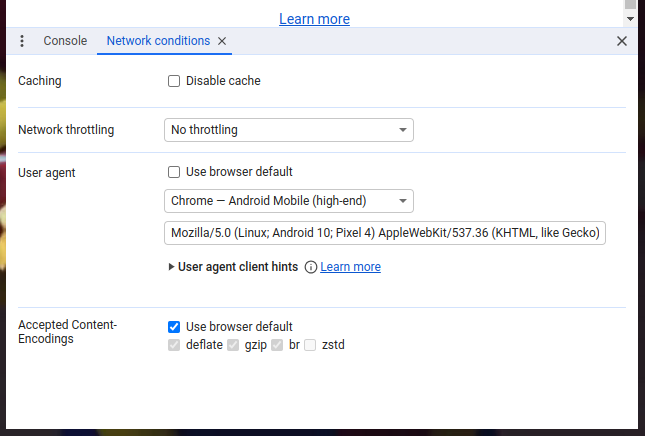 Learn more
Console Network conditions
Caching Disable cache
Network throttling No throttling
User agent Use browser default
Chrome — Android Mobile (high-end)
Mozilla/5.0 (Linux; Android 10; Pixel 4) AppleWebKit/537.36 (KHTML, like Gecko)
User agent client hints Learn more
Accepted Content-Encodings Use browser default
deflate gzip br zstd